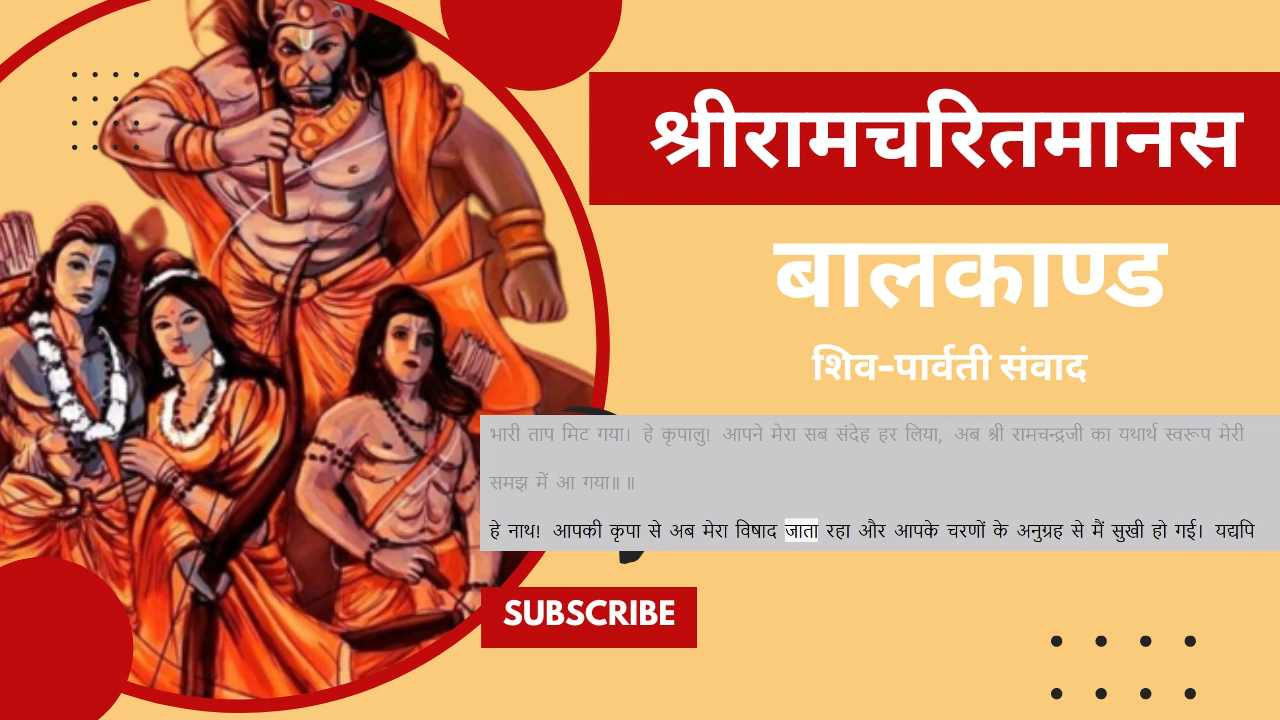 श्रीरामचरितमानस
बालकाण्ड
शिव-पार्वती संवाद
भारी ताप मिट गया। हे कृपालु! आपने मेरा सब संदेह हर लिया, अब श्री रामचन्द्रजी का यथार्थ स्वरूप मेरी
समझ में आ गया॥॥
हे नाथ! आपकी कृपा से अब मेरा विषाद जाता रहा और आपके चरणों के अनुग्रह से मैं सुखी हो गई। यद्यपि
SUBSCRIBE